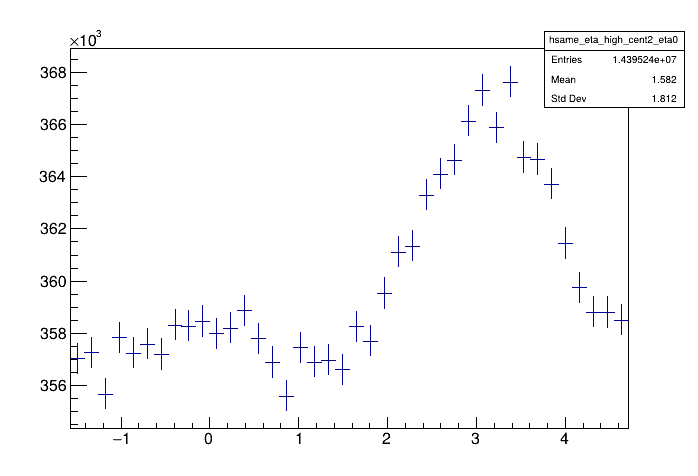 ×10³
hsame_eta_high_cent2_eta0
Entries 1.439524e+07
Mean 1.582
Std Dev 1.812
368
366
364
362
360
358
356
−1 0 1 2 3 4